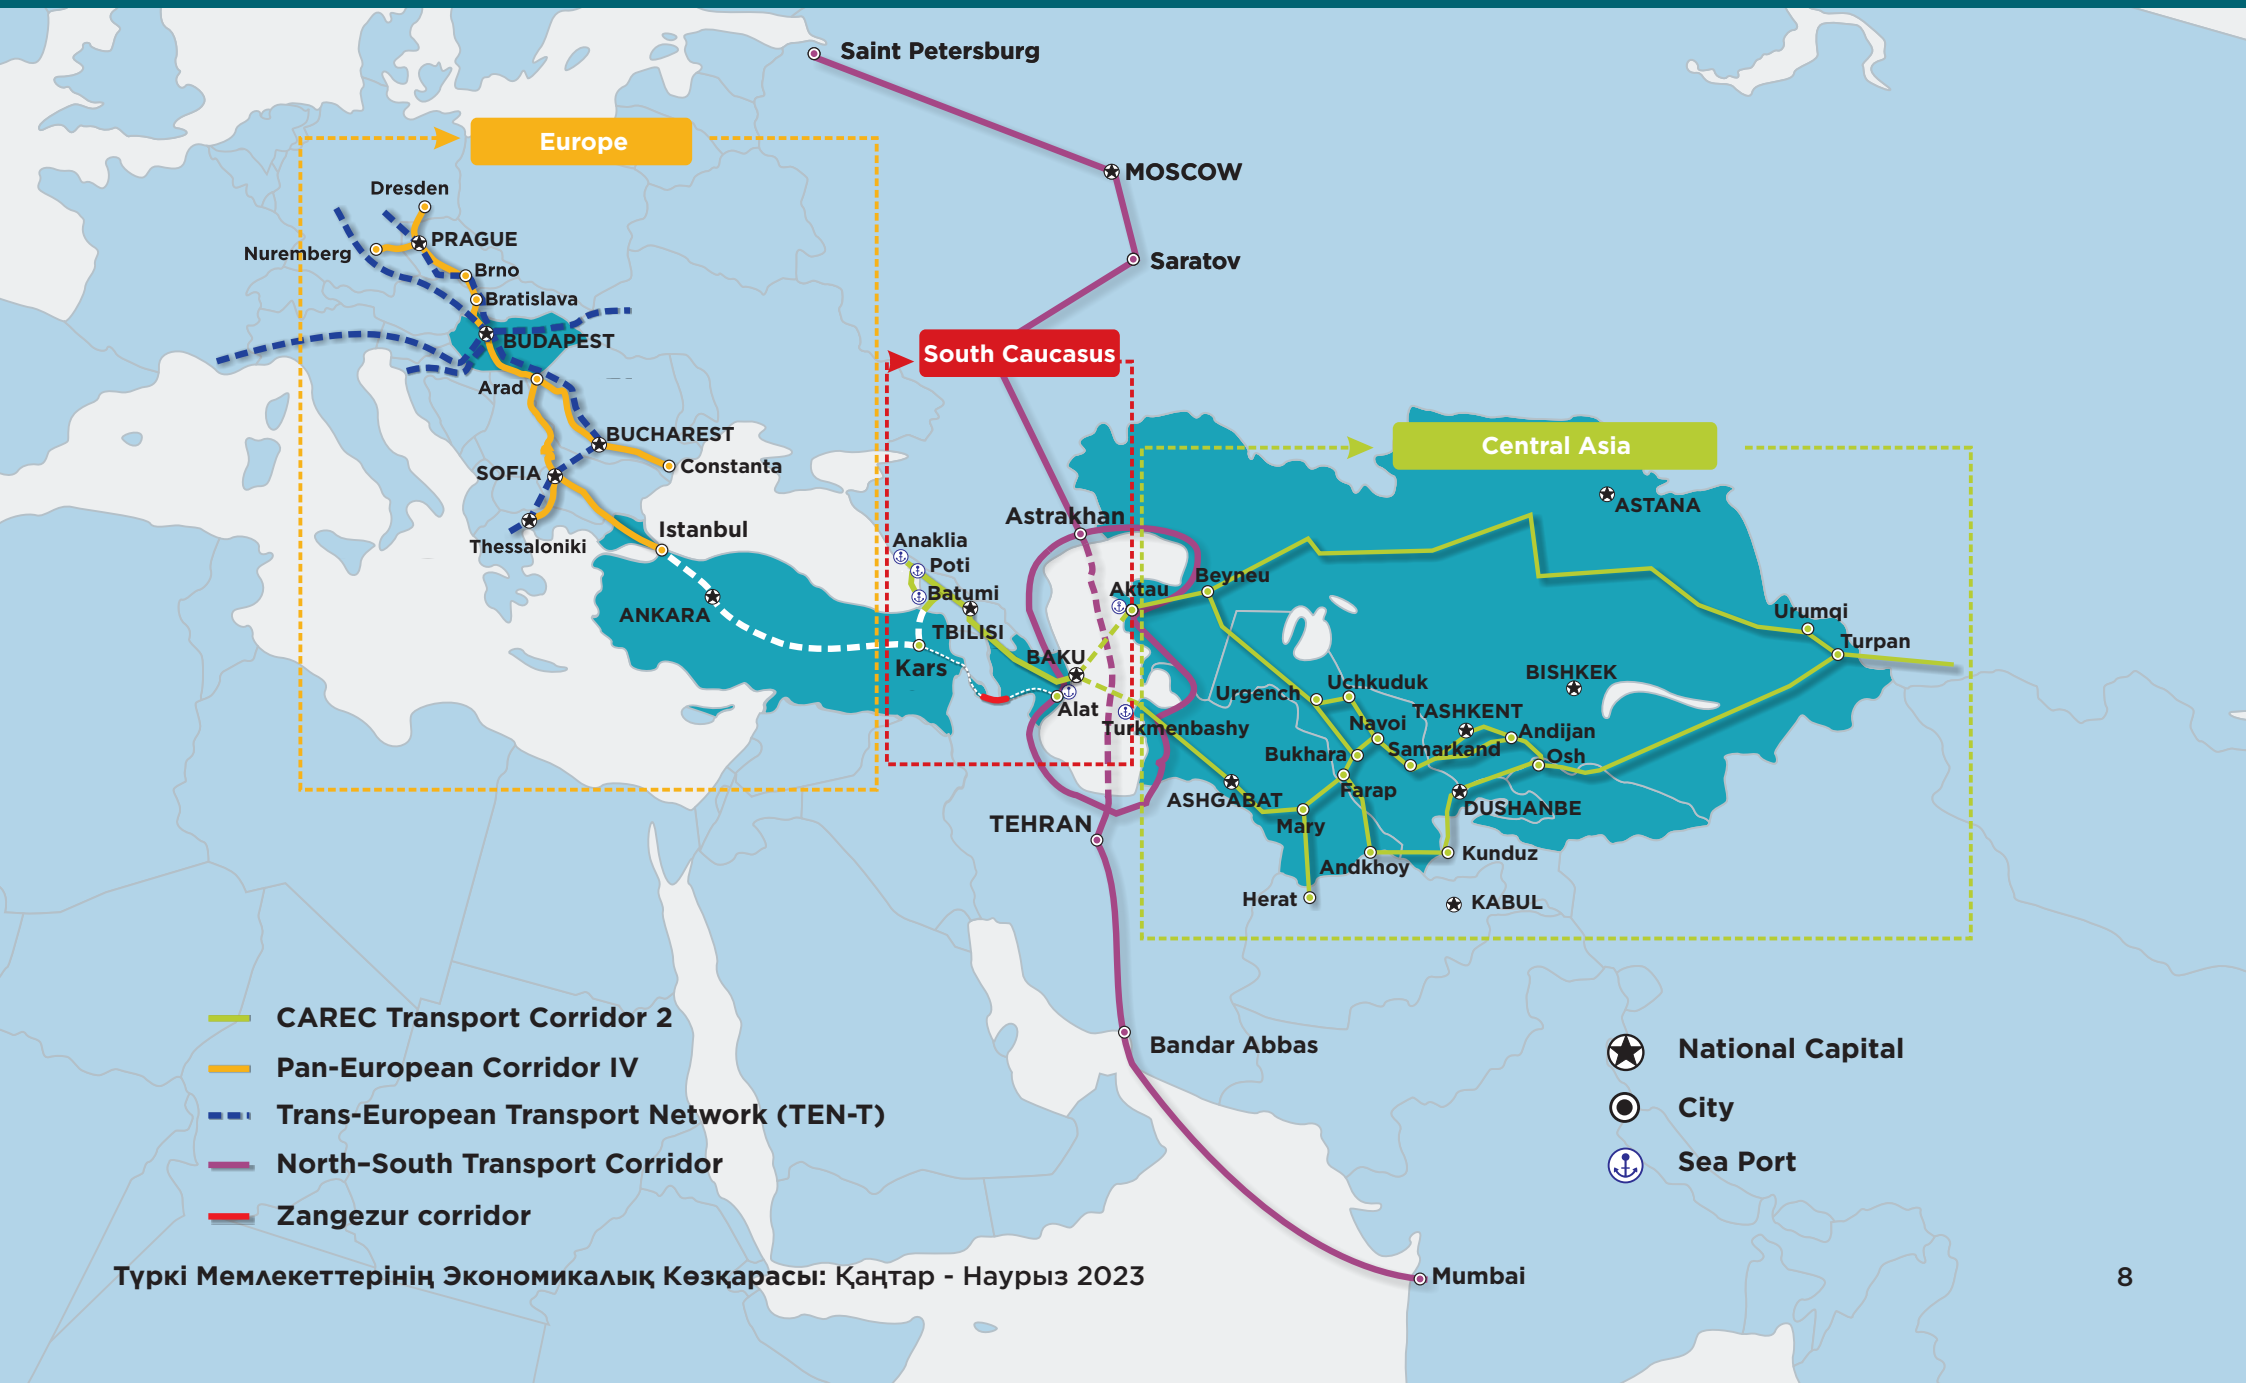 Saint Petersburg
Europe
MOSCOW
Dresden
PRAGUE
Nuremberg
Brno
Saratov
Bratislava
BUDAPEST
South Caucasus
Arad
BUCHAREST
Central Asia
Constanta
SOFIA
ASTANA
Astrakhan
Istanbul
Thessaloniki
Anaklia
Poti
Beyneu
Aktau
Batumi
ANKARA
Urumqi
TBILISI
Turpan
BAKU
Kars
BISHKEK
Uchkuduk
Urgench
Alat
TASHKENT
Navoi
Turkmenbashy
Andijan
Samarkand
Bukhara
Osh
Farap
ASHGABAT
DUSHANBE
TEHRAN
Mary
Kunduz
Andkhoy
Herat
KABUL
Bandar Abbas
CAREC Transport Corridor 2
Pan-European Corridor IV
Trans-European Transport Network (TEN-T)
North–South Transport Corridor
Zangezur corridor
National Capital
City
Sea Port
Mumbai
Түркі Мемлекеттерінің Экономикалық Көзқарасы: Қаңтар - Наурыз 2023
8